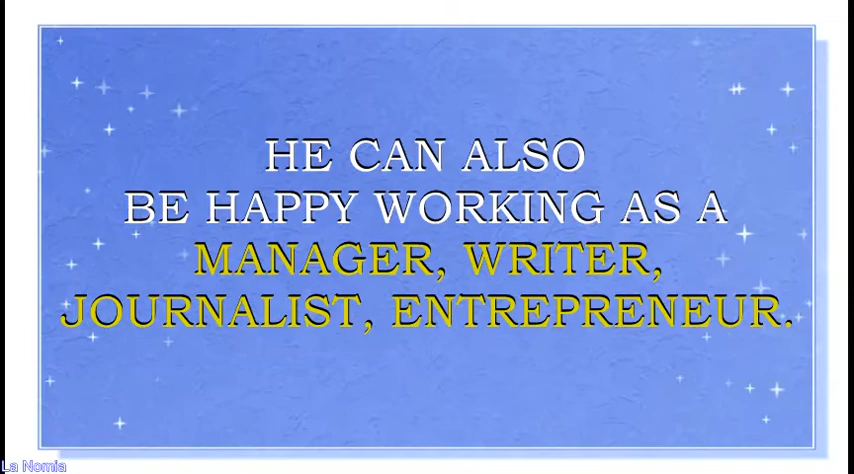 HE CAN ALSO
BE HAPPY WORKING AS A
MANAGER, WRITER,
JOURNALIST, ENTREPRENEUR.
La Nomia